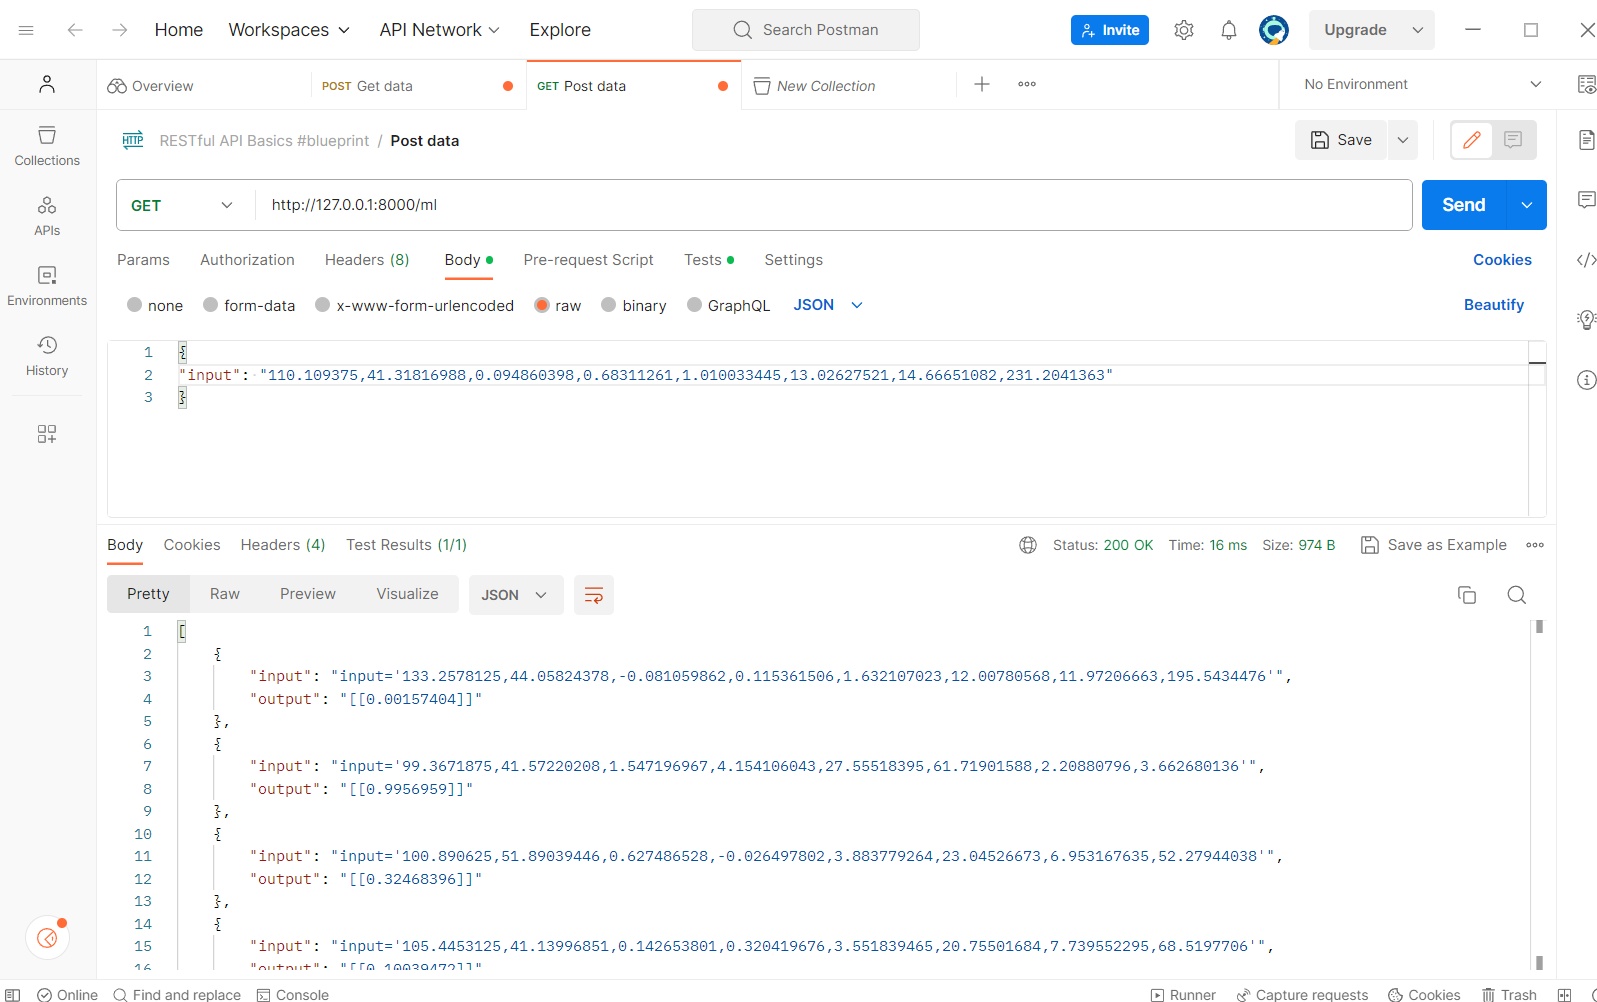 Home Workspaces API Network Explore Search Postman Invite Upgrade
Overview POST Get data GET Post data New Collection No Environment
HTTP RESTful API Basics #blueprint / Post data Save
Collections
APIs
Environments
History
GET http://127.0.0.1:8000/ml Send
Params Authorization Headers (8) Body Pre-request Script Tests Settings Cookies
none form-data x-www-form-urlencoded raw binary GraphQL JSON Beautify
1 {
2 "input": "110.109375,41.31816988,0.094860398,0.68311261,1.010033445,13.02627521,14.66651082,231.2041363"
3 }
Body Cookies Headers (4) Test Results (1/1) Status: 200 OK Time: 16 ms Size: 974 B Save as Example
Pretty Raw Preview Visualize JSON
1 [
2 {
3 "input": "input='133.2578125,44.05824378,-0.081059862,0.115361506,1.632107023,12.00780568,11.97206663,195.5434476'",
4 "output": "[[0.00157404]]"
5 },
6 {
7 "input": "input='99.3671875,41.57220208,1.547196967,4.154106043,27.55518395,61.71901588,2.20880796,3.662680136'",
8 "output": "[[0.9956959]]"
9 },
10 {
11 "input": "input='100.890625,51.89039446,0.627486528,-0.026497802,3.883779264,23.04526673,6.953167635,52.27944038'",
12 "output": "[[0.32468396]]"
13 },
14 {
15 "input": "input='105.4453125,41.13996851,0.142653801,0.320419676,3.551839465,20.75501684,7.739552295,68.5197706'",
16 "output": "[[0.10039472]]"
Online Find and replace Console Runner Capture requests Cookies Trash